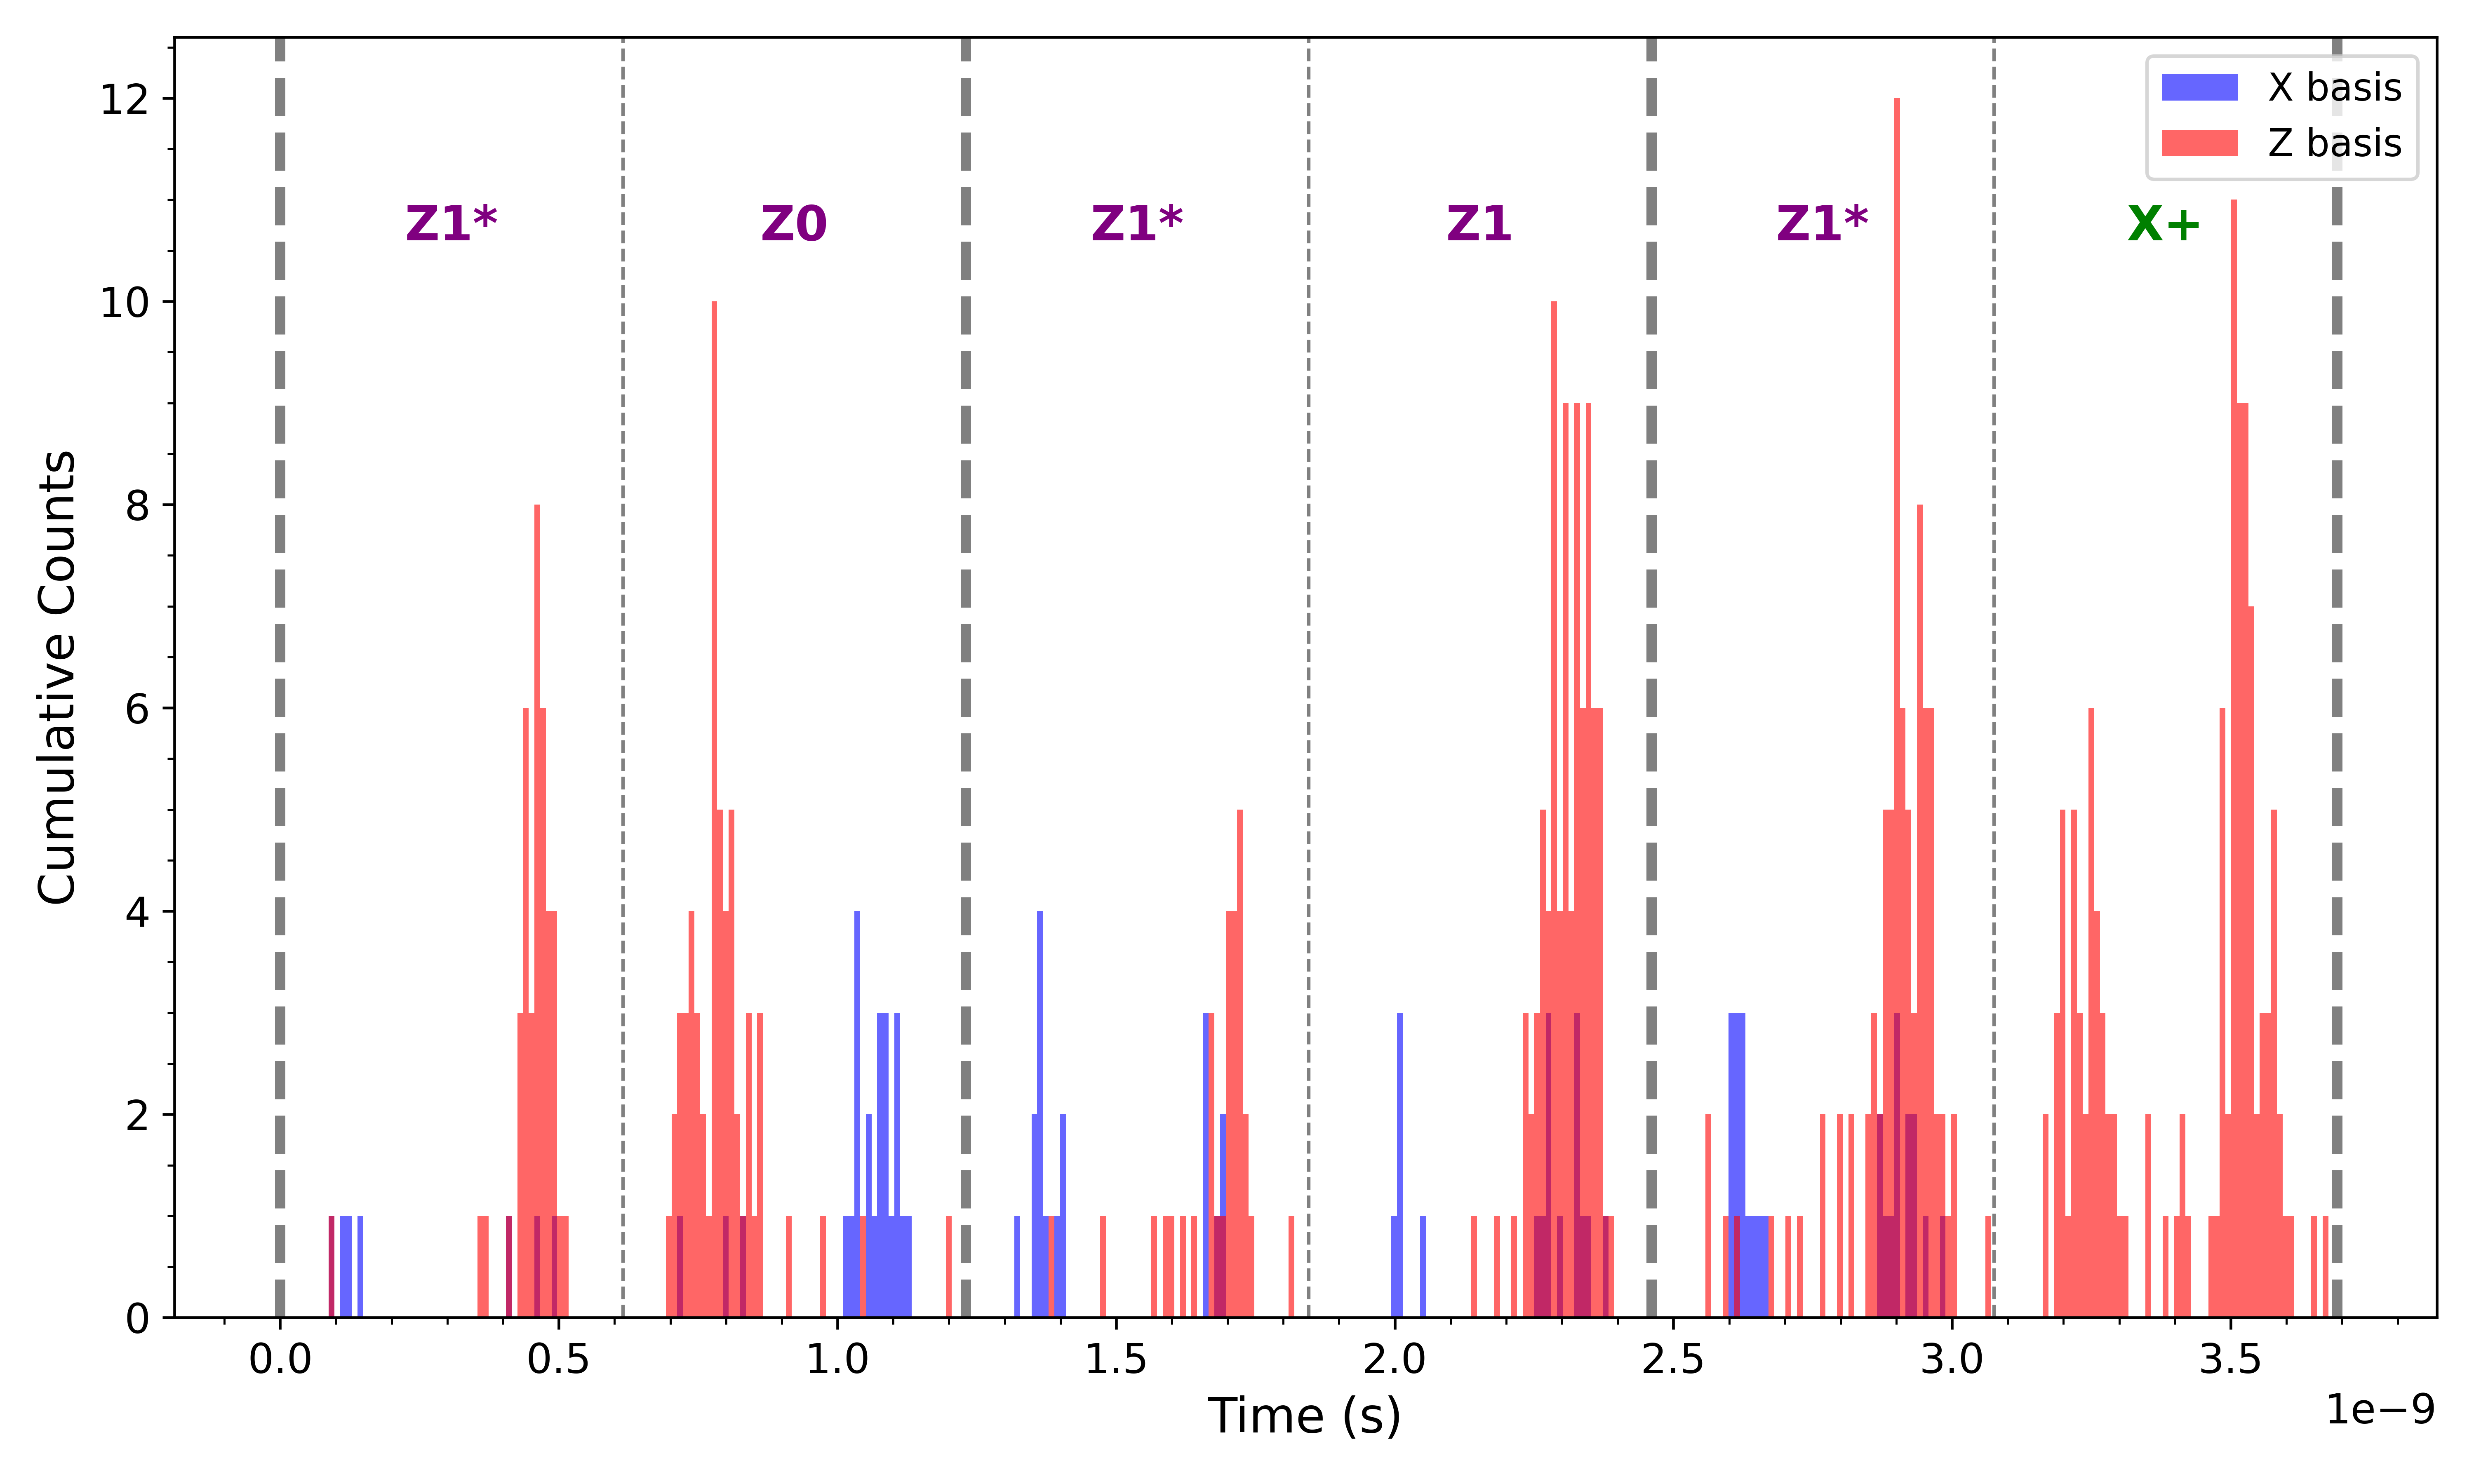 X basis
Z basis
Z1* Z0 Z1* Z1 Z1* X+
Cumulative Counts
12
10
8
6
4
2
0
0.0 0.5 1.0 1.5 2.0 2.5 3.0 3.5
1e−9
Time (s)